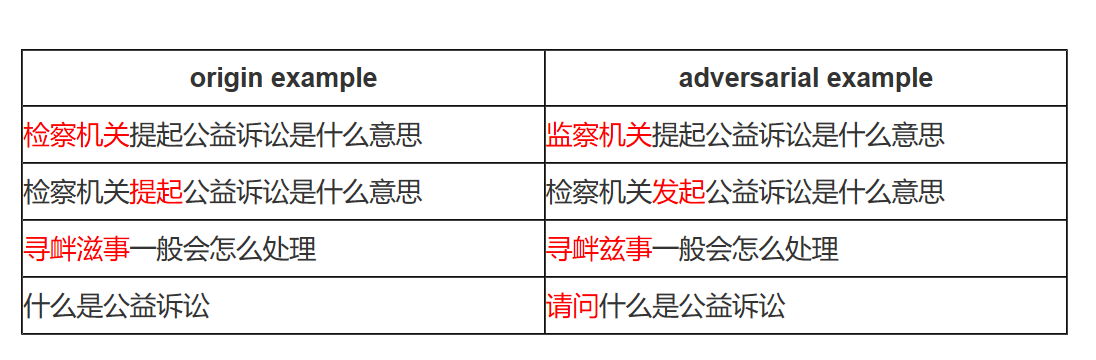 origin example adversarial example
检察机关提起公益诉讼是什么意思 监察机关提起公益诉讼是什么意思
检察机关提起公益诉讼是什么意思 检察机关发起公益诉讼是什么意思
寻衅滋事一般会怎么处理 寻衅兹事一般会怎么处理
什么是公益诉讼 请问什么是公益诉讼